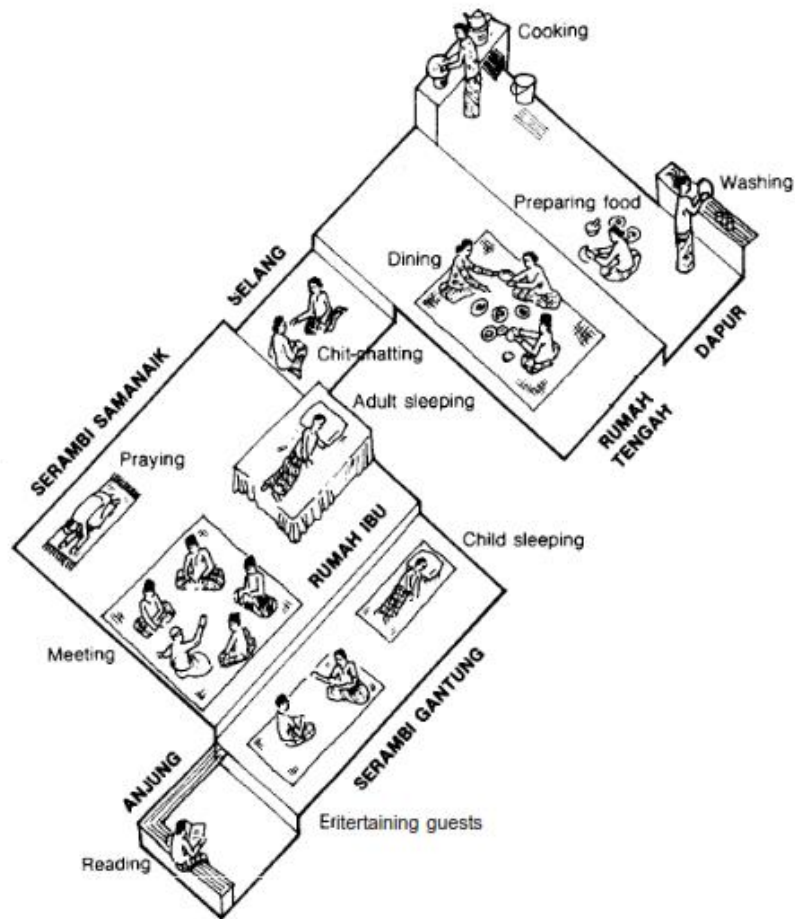 Cooking
Washing
Preparing food
Dining
SELANG
DAPUR
Chit-chatting
Adult sleeping
RUMAH
TENGAH
SERAMBI SAMANAIK
Praying
RUMAH IBU
Child sleeping
Meeting
SERAMBI GANTUNG
ANJUNG
Eritertaining guests
Reading